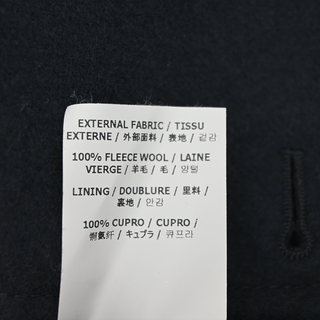 EXTERNAL FABRIC / TISSU
EXTERNE / 外部面料 / 表地 / 겉감
100% FLEECE WOOL / LAINE
VIERGE / 羊毛 / 毛 / 양털
LINING / DOUBLURE / 里料 /
裏地 / 안감
100% CUPRO / CUPRO /
铜氨纤 / キュプラ / 큐프라